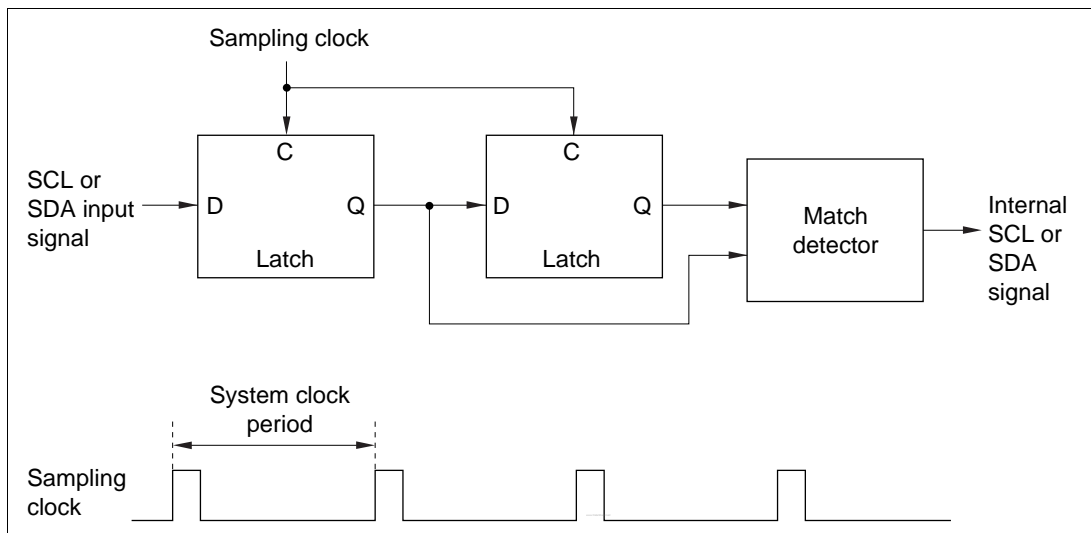 Sampling clock
SCL or
SDA input
signal
D
C
Q
Latch
D
C
Q
Latch
Match
detector
Internal
SCL or
SDA
signal
System clock
period
Sampling
clock